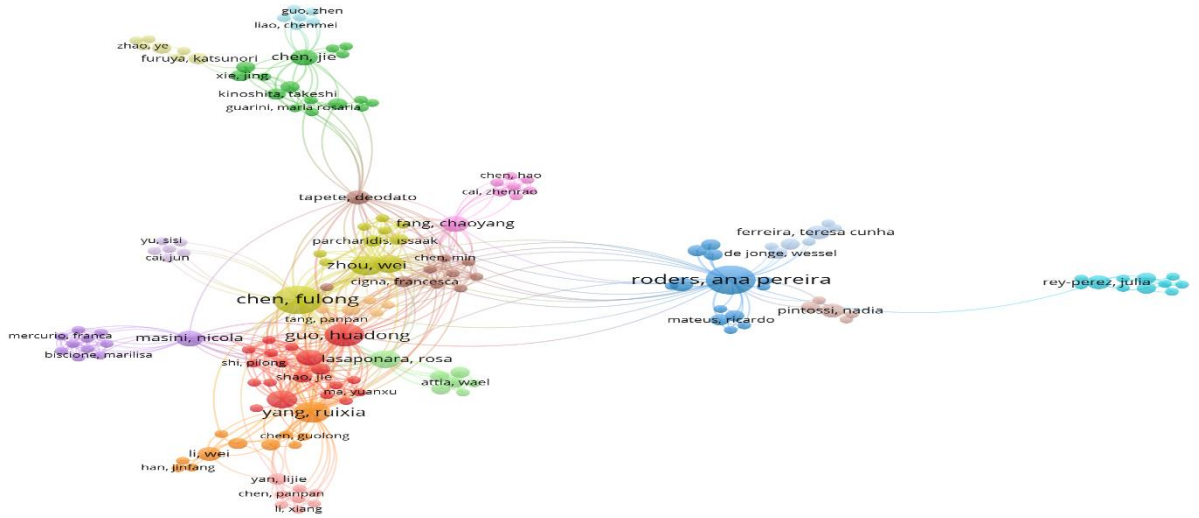 guo, zhen
liao, chenmei
zhao, ye
furuya, katsunori
chen, jie
xie, jing
kinoshita, takeshi
guarini, maria rosaria
chen, hao
cai, zhenrao
tapete, deodato
fang, chaoyang
ferreira, teresa cunha
yu, sisi
parcharidis, issaak
de jonge, wessel
cai, jun
chen, min
zhou, wei
cigna, francesca
roders, ana pereira
rey-perez, julia
chen, fulong
pintossi, nadia
tang, panpan
mateus, ricardo
mercurio, franca
masini, nicola
guo, huadong
biscione, marilisa
shi, pilong
lasaponara, rosa
shao, jie
attia, wael
ma, yuanxu
yang, ruixia
chen, guolong
li, wei
han, jinfang
yan, lijie
chen, panpan
li, xiang